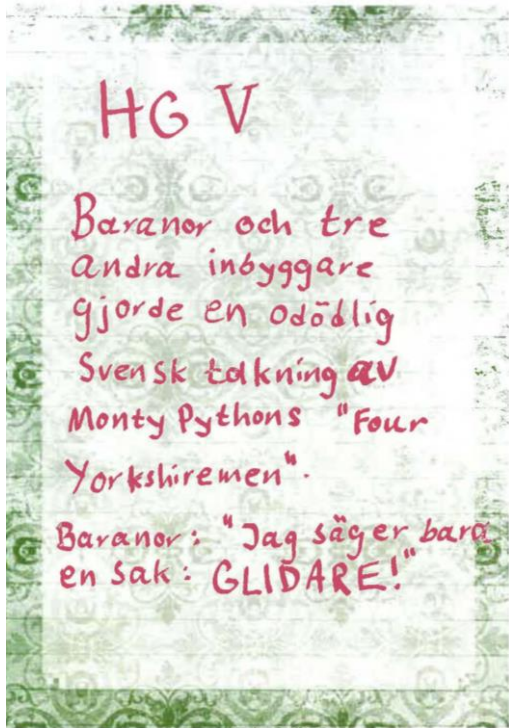 HG V
Baranor och tre
andra inbyggare
gjorde en odödlig
Svensk tolkning av
Monty Pythons "Four
Yorkshiremen".
Baranor: "Jag säger bara
en sak: GLIDARE!"